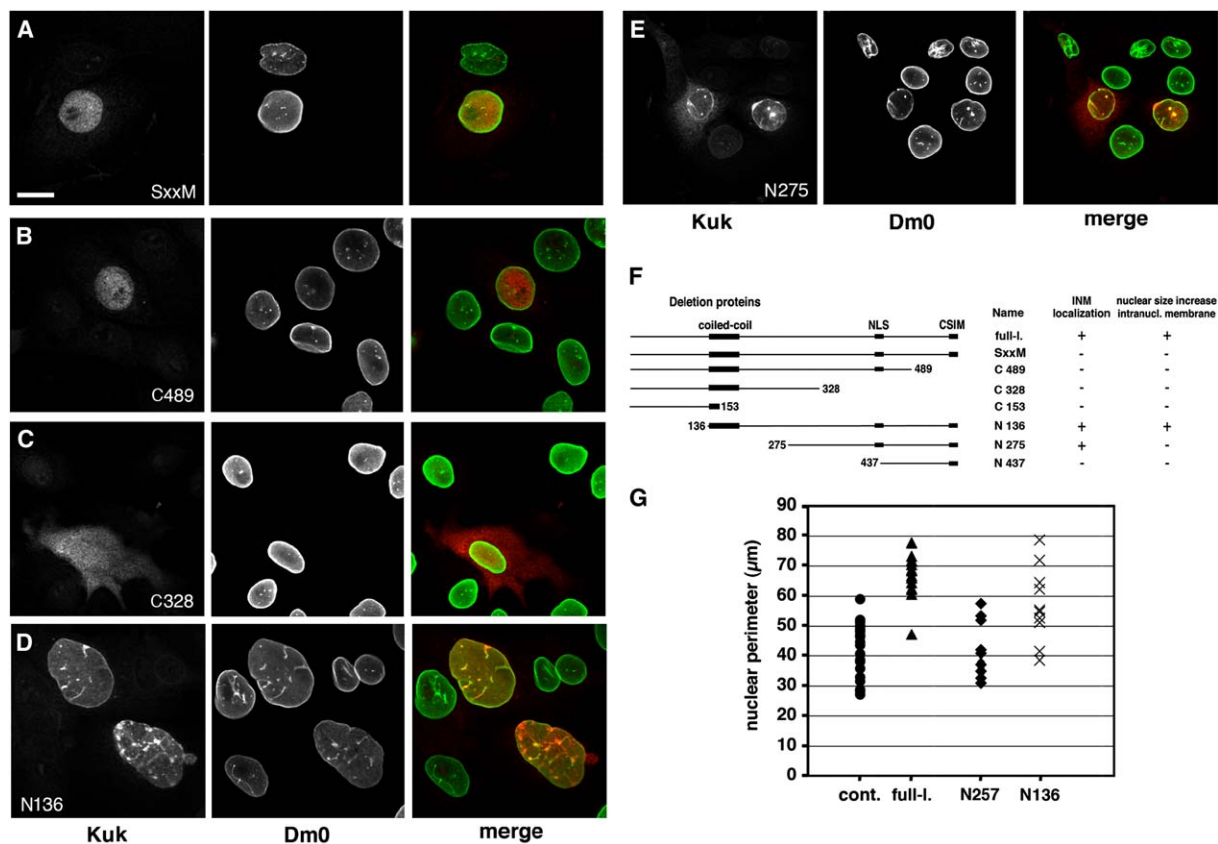 A
SxxM
B
C489
C
C328
D
N136
Kuk Dm0 merge
E
N275
Kuk Dm0 merge
F
Deletion proteins
coiled-coil NLS CSIM Name INM localization nuclear size increase intranucl. membrane
full-l. + +
SxxM - -
489 C 489 - -
328 C 328 - -
153 C 153 - -
136 N 136 + +
275 N 275 + -
437 N 437 - -
G
nuclear perimeter (µm)
90
80
70
60
50
40
30
20
10
0
cont. full-l. N257 N136